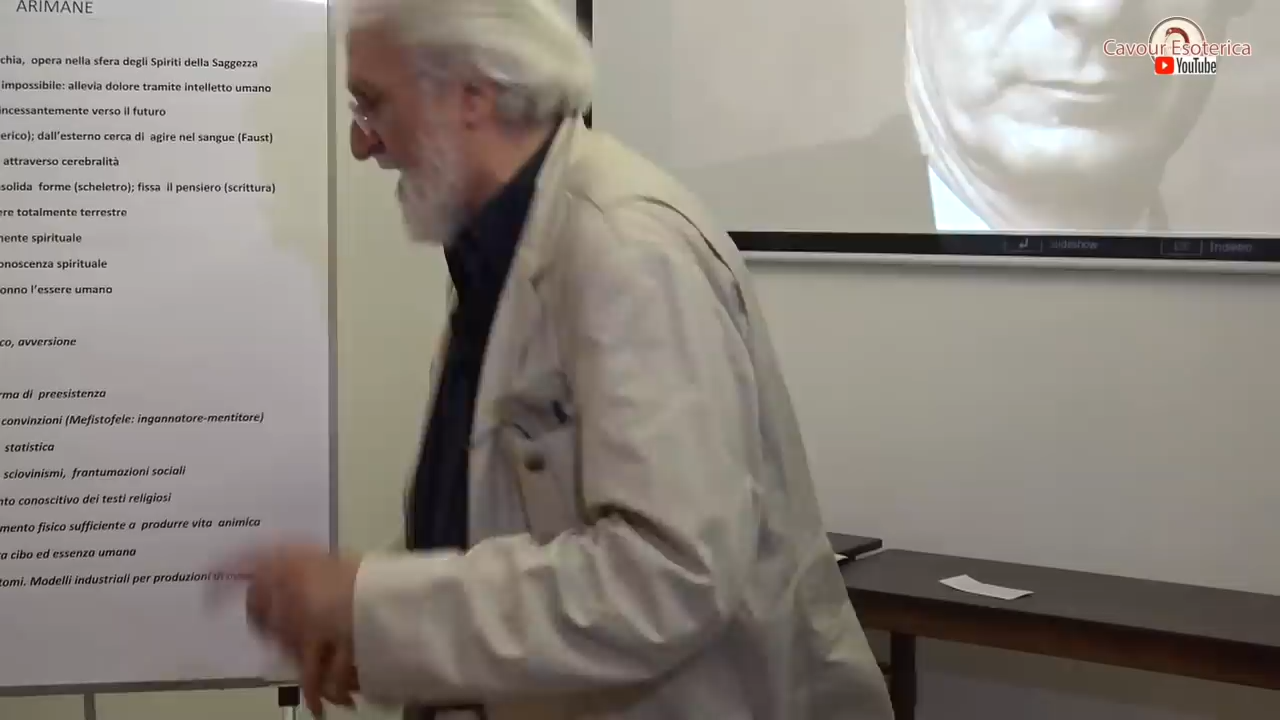 ARIMANE
chia, opera nella sfera degli Spiriti della Saggezza
impossibile: allevia dolore tramite intelletto umano
incessantemente verso il futuro
erico); dall'esterno cerca di agire nel sangue (Faust)
attraverso cerebralità
solida forme (scheletro); fissa il pensiero (scrittura)
ere totalmente terrestre
mente spirituale
onoscenza spirituale
onno l'essere umano
co, avversione
rma di preesistenza
convinzioni (Mefistofele: ingannatore-mentitore)
statistica
sciovinismi, frantumazioni sociali
nto conoscitivo dei testi religiosi
mento fisico sufficiente a produrre vita animica
a cibo ed essenza umana
tomi. Modelli industriali per produzioni di
Cavour Esoterica
YouTube
slideshow
Indietro